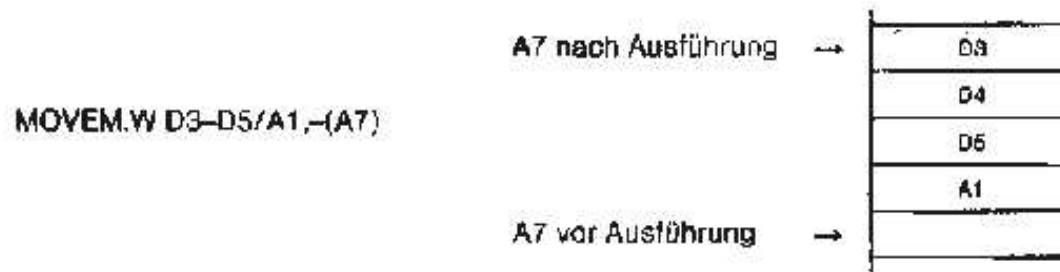 A7 nach Ausführung → D3
D4
MOVEM.W D3–D5/A1,–(A7)
D5
A1
A7 vor Ausführung →